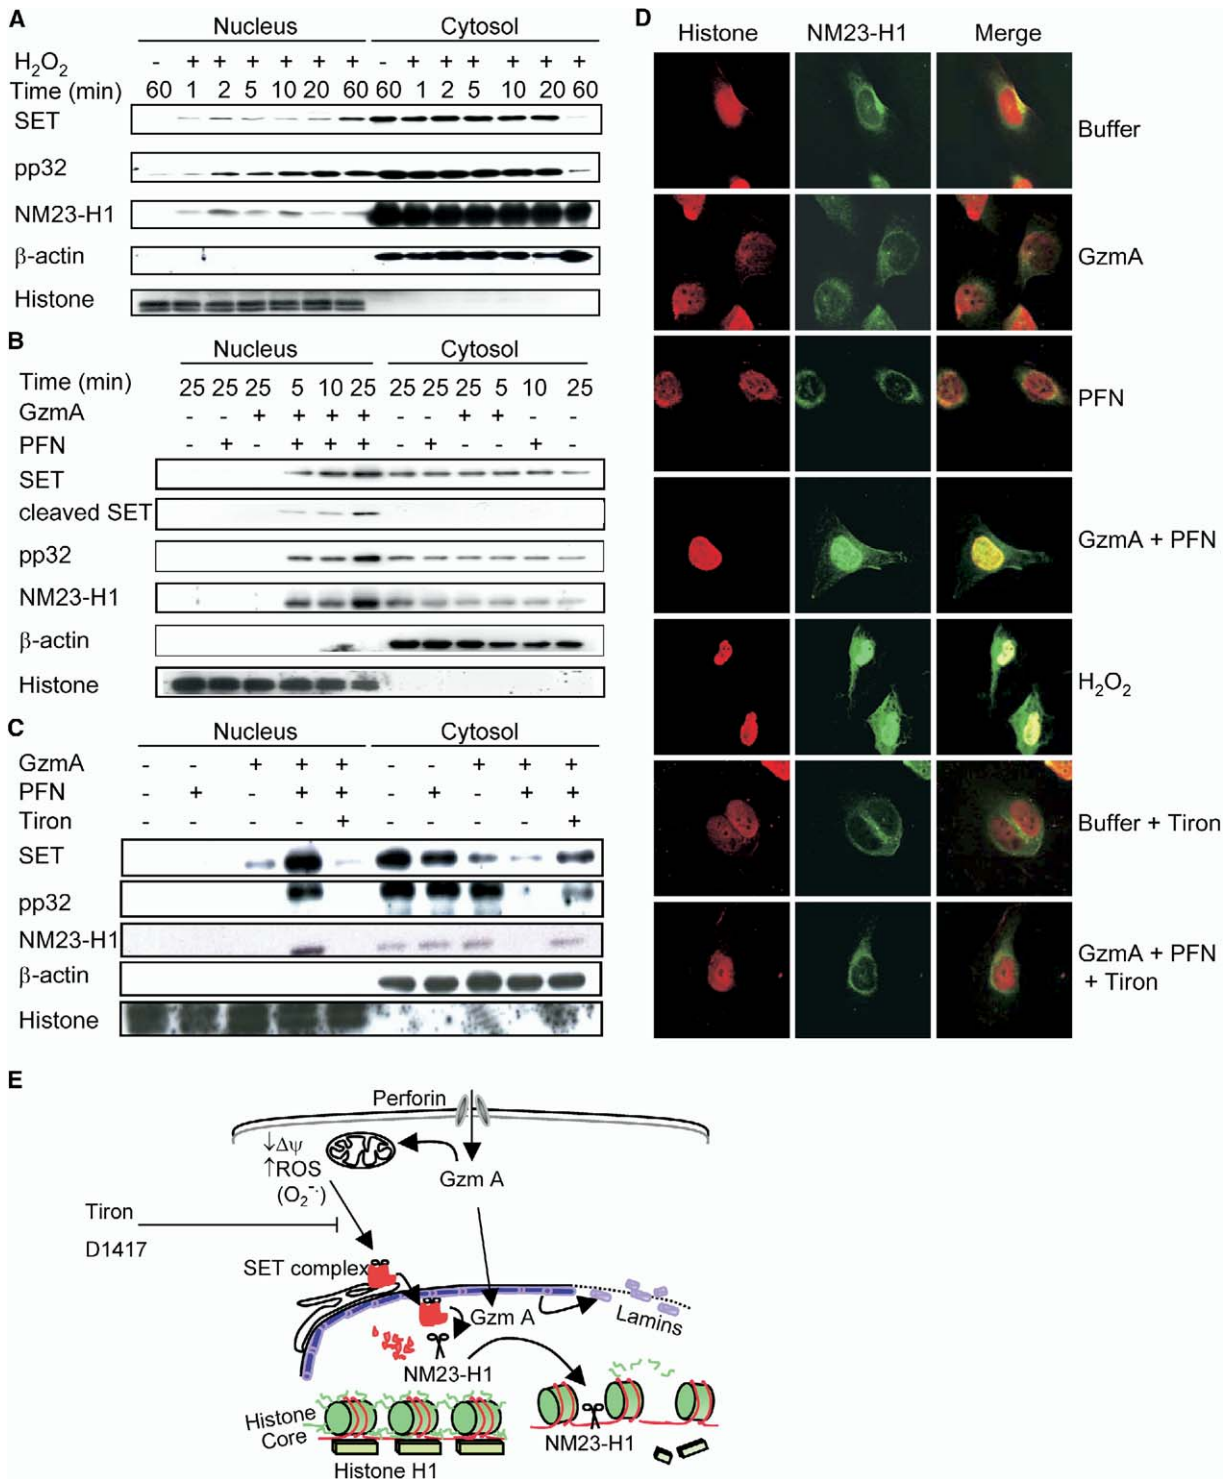 A
Nucleus Cytosol
H2O2 - + + + + + + - + + + + + +
Time (min) 60 1 2 5 10 20 60 60 1 2 5 10 20 60
SET
pp32
NM23-H1
β-actin
Histone
B
Nucleus Cytosol
Time (min) 25 25 25 5 10 25 25 25 25 5 10 25
GzmA - - + + + + - - + + - -
PFN - + - + + + - + - - + -
SET
cleaved SET
pp32
NM23-H1
β-actin
Histone
C
Nucleus Cytosol
GzmA - - + + + - - + + +
PFN - + - + + - + - + +
Tiron - - - - + - - - - +
SET
pp32
NM23-H1
β-actin
Histone
D
Histone NM23-H1 Merge
Buffer
GzmA
PFN
GzmA + PFN
H2O2
Buffer + Tiron
GzmA + PFN
+ Tiron
E
Perforin
↓Δψ
↑ROS
(O2-·)
Gzm A
Tiron
D1417
SET complex
Gzm A
Lamins
NM23-H1
Histone
Core
NM23-H1
Histone H1